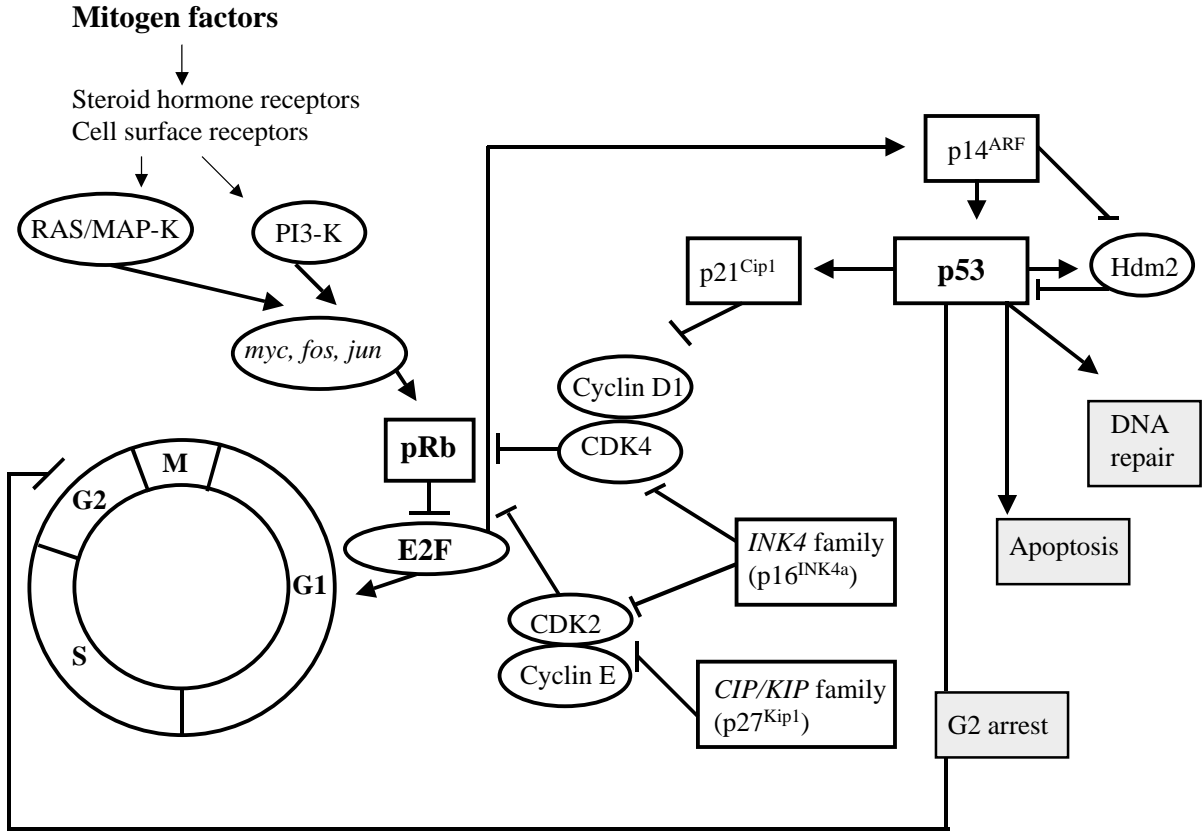 Mitogen factors
Steroid hormone receptors
Cell surface receptors
RAS/MAP-K
PI3-K
myc, fos, jun
pRb
E2F
M
G2
G1
S
Cyclin D1
CDK4
CDK2
Cyclin E
p14ARF
p53
Hdm2
p21Cip1
INK4 family
(p16INK4a)
CIP/KIP family
(p27Kip1)
DNA
repair
Apoptosis
G2 arrest